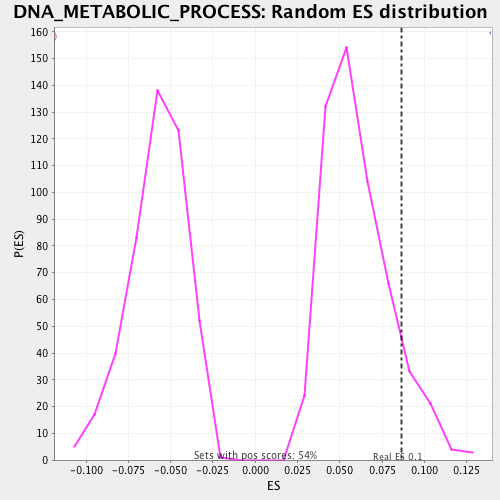 DNA_METABOLIC_PROCESS: Random ES distribution
160
150
140
130
120
110
100
90
80
70
60
50
40
30
20
10
0
P(ES)
Sets with pos scores: 54%
Real ES 0.1
-0.100 -0.075 -0.050 -0.025 0.000 0.025 0.050 0.075 0.100 0.125
ES